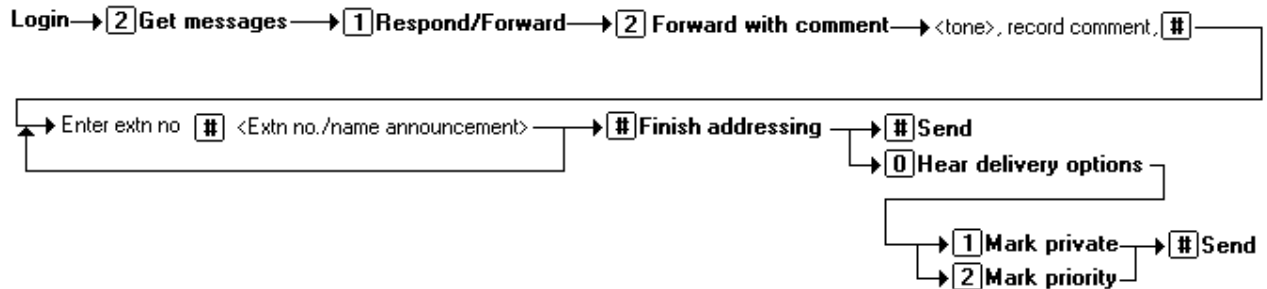 Login 2 Get messages 1 Respond/Forward 2 Forward with comment <tone>, record comment, #
Enter extn no # <Extn no./name announcement> # Finish addressing # Send
0 Hear delivery options
1 Mark private # Send
2 Mark priority